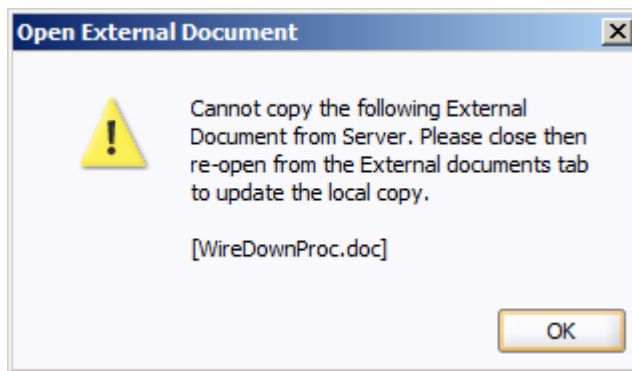 Open External Document
Cannot copy the following External
Document from Server. Please close then
re-open from the External documents tab
to update the local copy.
[WireDownProc.doc]
OK